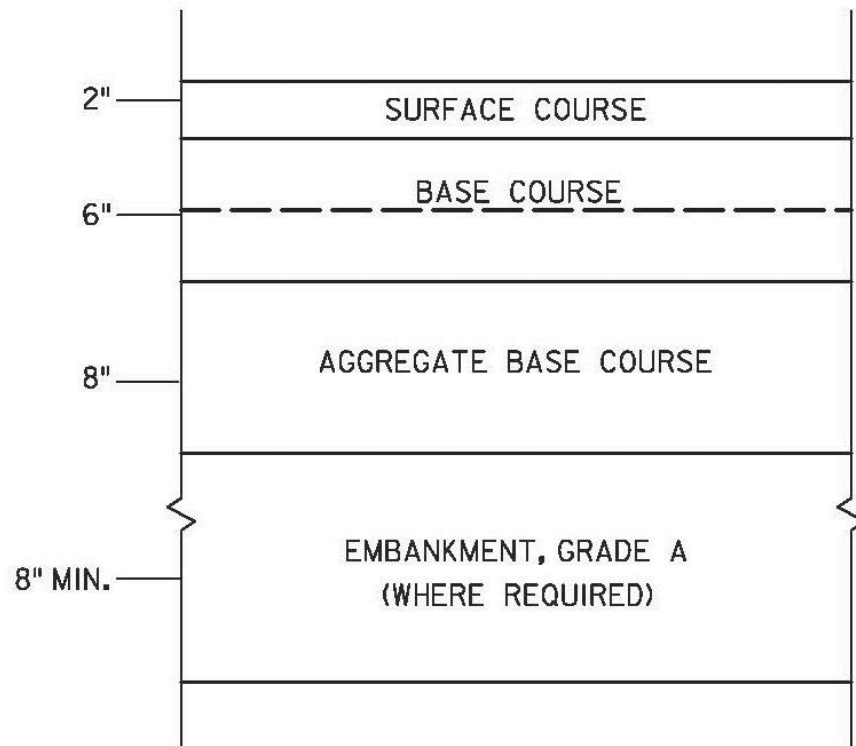 2"
SURFACE COURSE
BASE COURSE
6"
AGGREGATE BASE COURSE
8"
EMBANKMENT, GRADE A
8" MIN.
(WHERE REQUIRED)